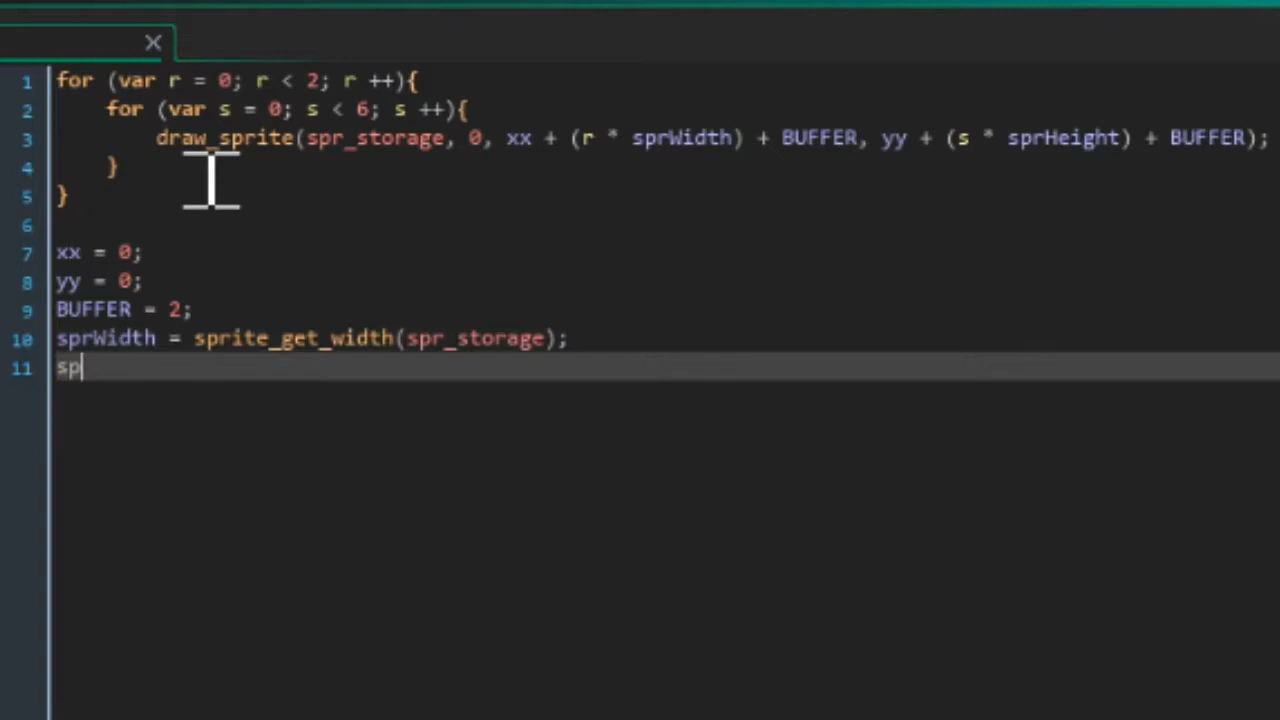 1 for (var r = 0; r < 2; r ++){
2 for (var s = 0; s < 6; s ++){
3 draw_sprite(spr_storage, 0, xx + (r * sprWidth) + BUFFER, yy + (s * sprHeight) + BUFFER);
4 }
5 }
6
7 xx = 0;
8 yy = 0;
9 BUFFER = 2;
10 sprWidth = sprite_get_width(spr_storage);
11 sp